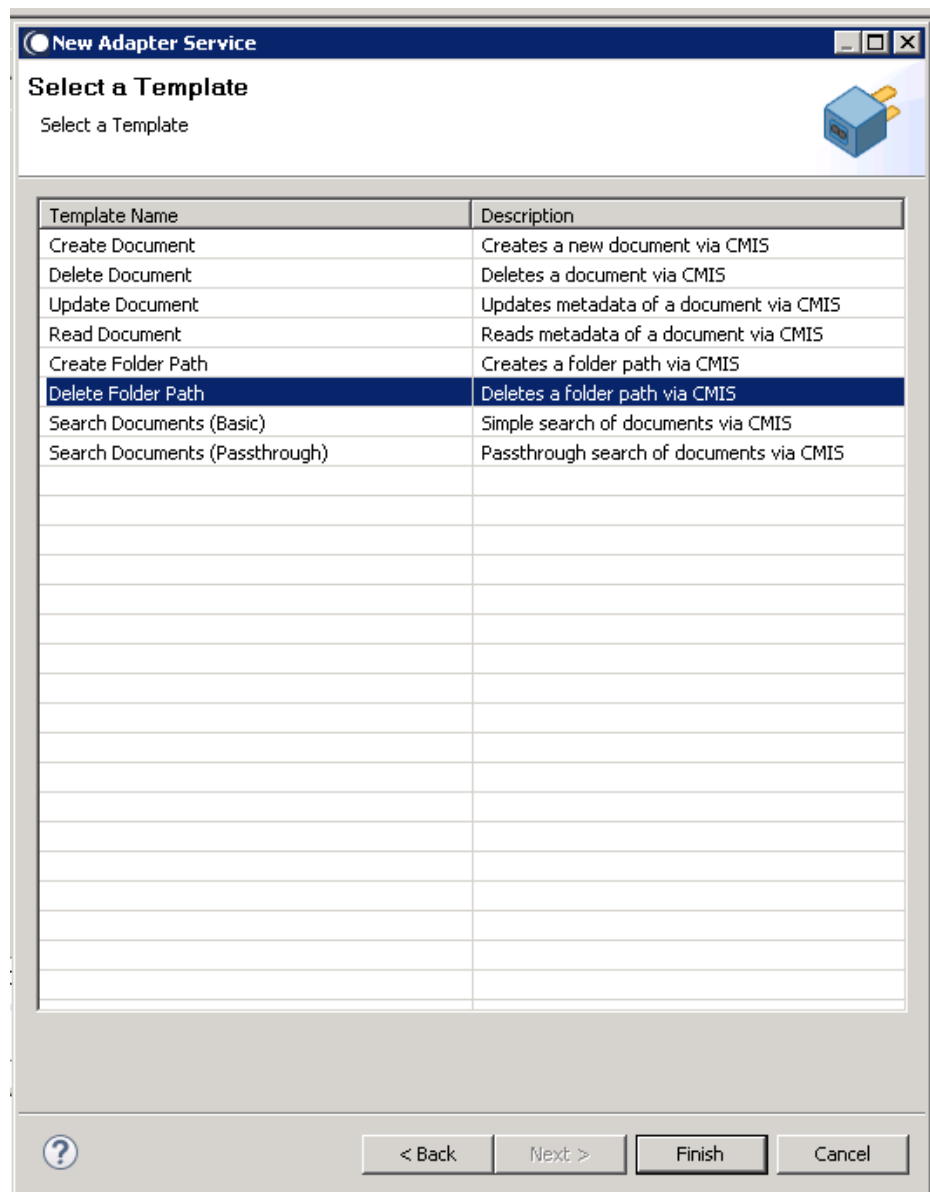 New Adapter Service
Select a Template
Select a Template
Template Name Description
Create Document Creates a new document via CMIS
Delete Document Deletes a document via CMIS
Update Document Updates metadata of a document via CMIS
Read Document Reads metadata of a document via CMIS
Create Folder Path Creates a folder path via CMIS
Delete Folder Path Deletes a folder path via CMIS
Search Documents (Basic) Simple search of documents via CMIS
Search Documents (Passthrough) Passthrough search of documents via CMIS
? < Back Next > Finish Cancel